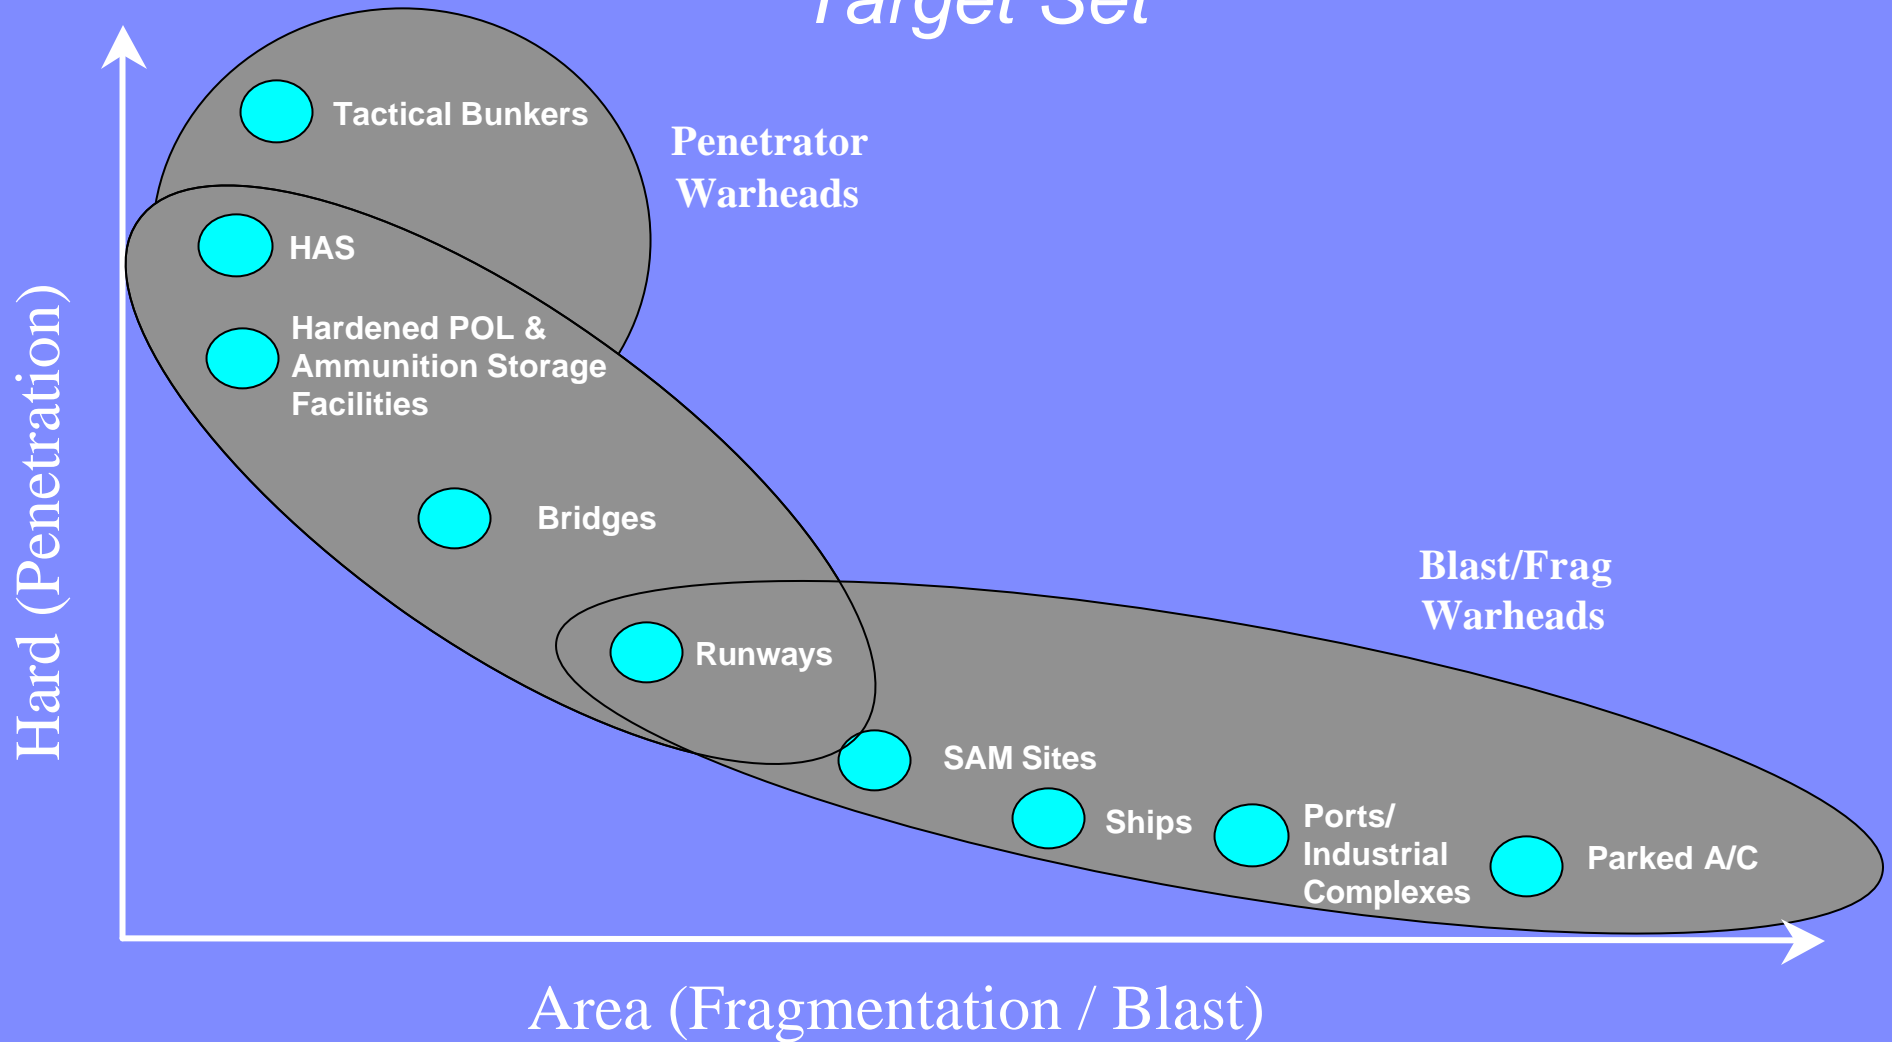 Target Set
Tactical Bunkers
Penetrator
Warheads
HAS
Hardened POL &
Ammunition Storage
Facilities
Bridges
Blast/Frag
Warheads
Runways
SAM Sites
Ships
Ports/
Industrial
Complexes
Parked A/C
Hard (Penetration)
Area (Fragmentation / Blast)